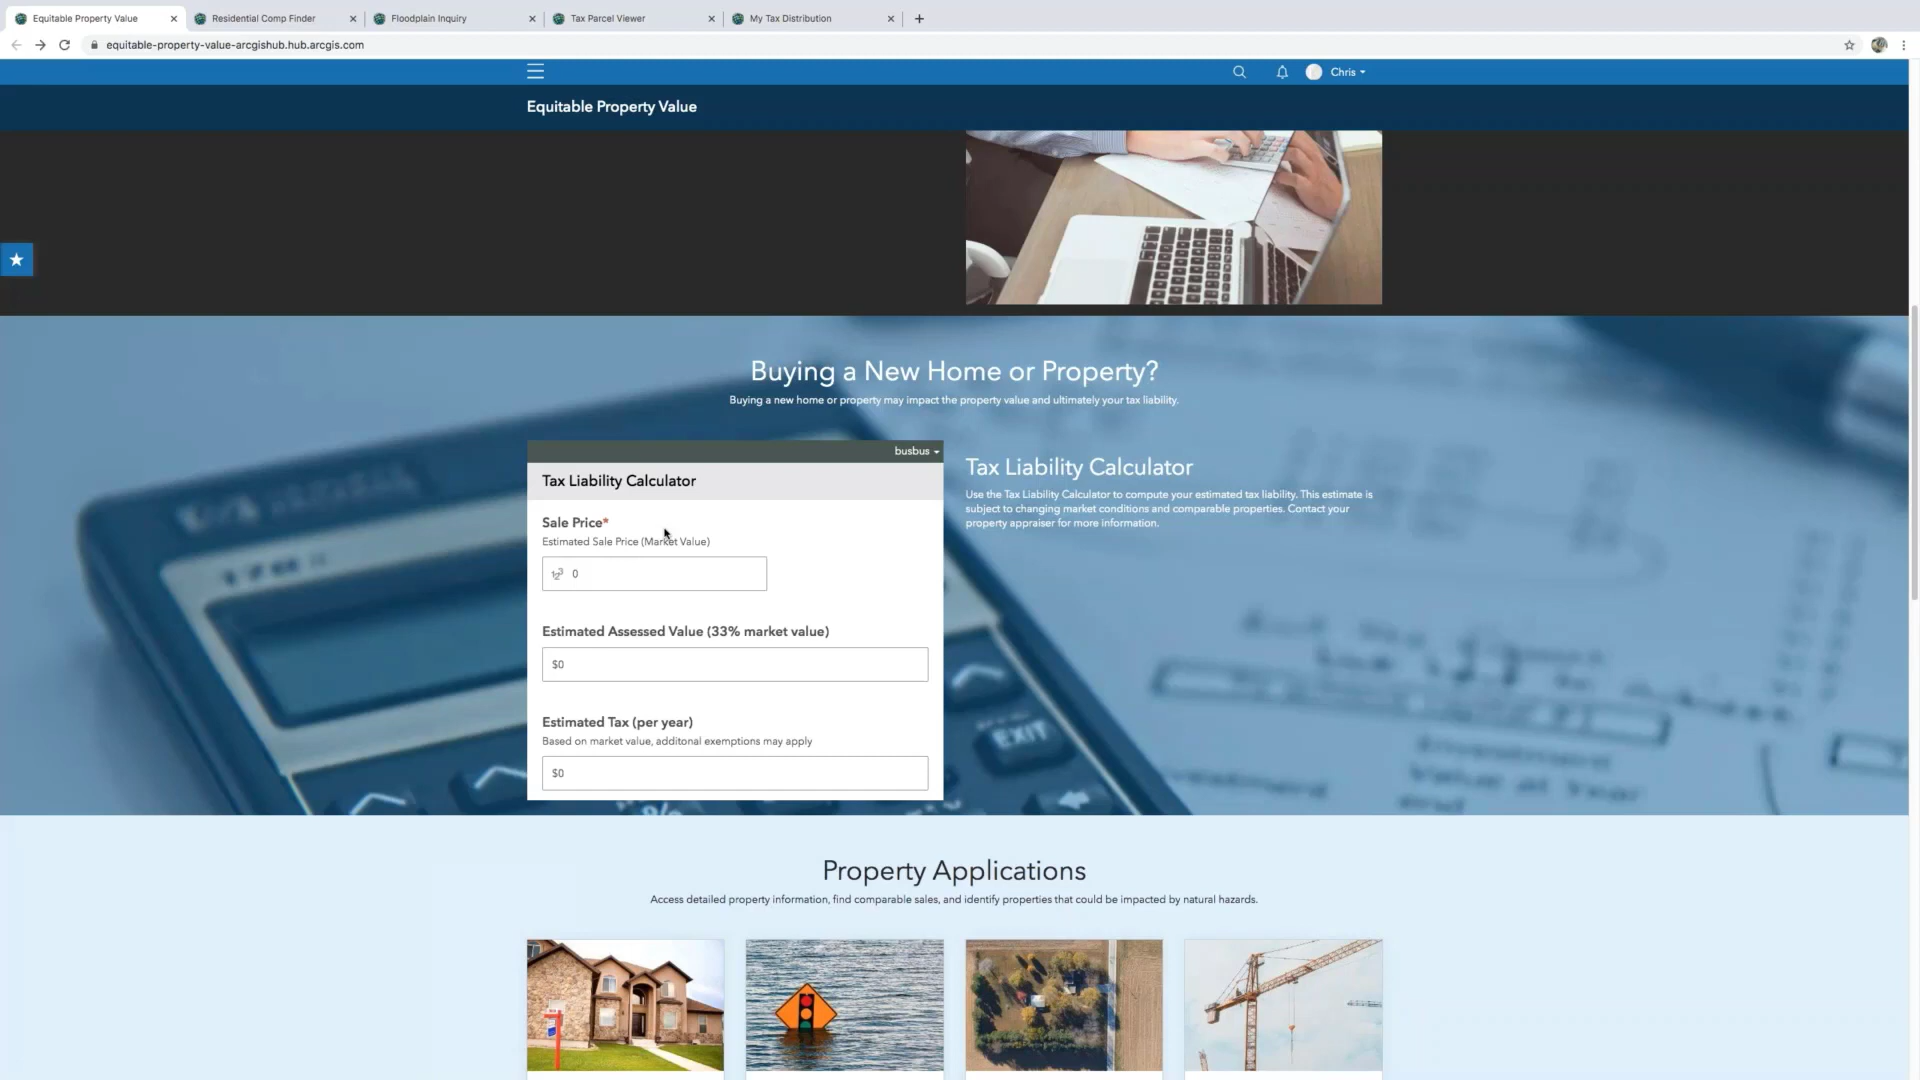 Equitable Property Value
Residential Comp Finder
Floodplain Inquiry
Tax Parcel Viewer
My Tax Distribution
equitable-property-value-arcgishub.hub.arcgis.com
Chris
Equitable Property Value
Buying a New Home or Property?
Buying a new home or property may impact the property value and ultimately your tax liability.
busbus
Tax Liability Calculator
Sale Price*
Estimated Sale Price (Market Value)
0
Estimated Assessed Value (33% market value)
$0
Estimated Tax (per year)
Based on market value, additonal exemptions may apply
$0
Tax Liability Calculator
Use the Tax Liability Calculator to compute your estimated tax liability. This estimate is
subject to changing market conditions and comparable properties. Contact your
property appraiser for more information.
EXIT
Property Applications
Access detailed property information, find comparable sales, and identify properties that could be impacted by natural hazards.